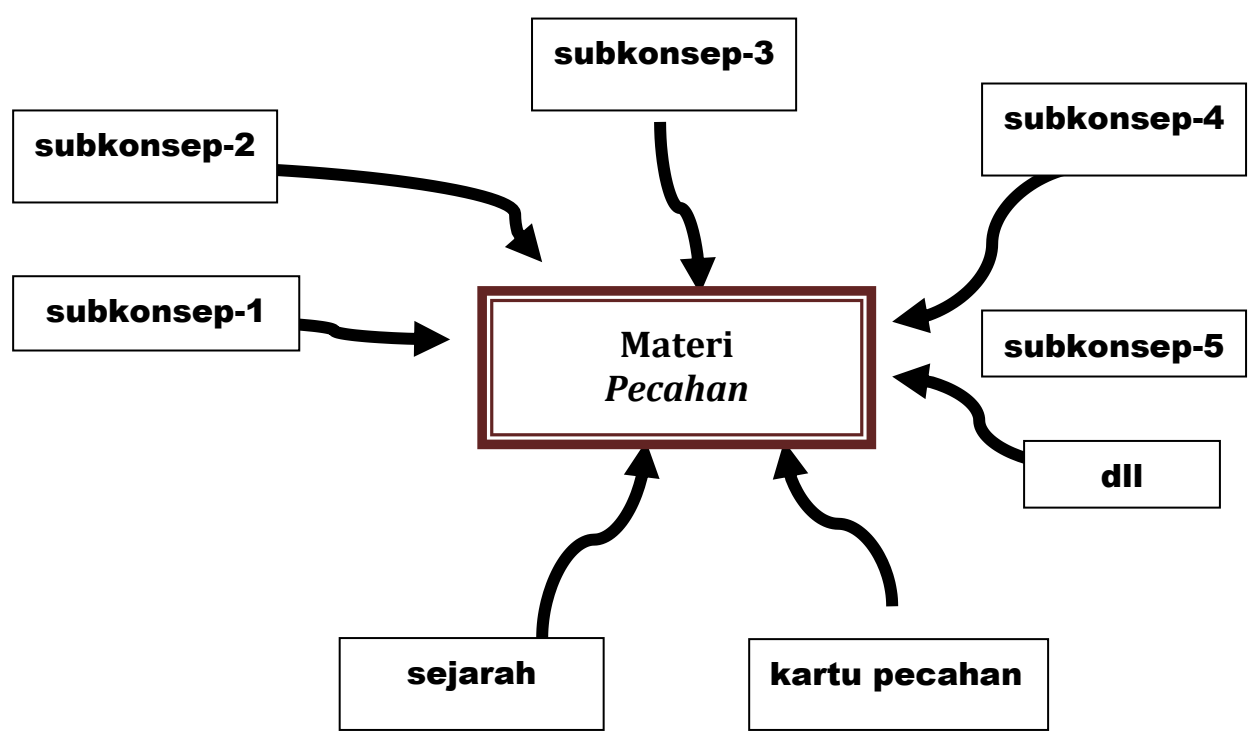 subkonsep-3
subkonsep-4
subkonsep-2
subkonsep-1
Materi
Pecahan
subkonsep-5
dll
sejarah
kartu pecahan